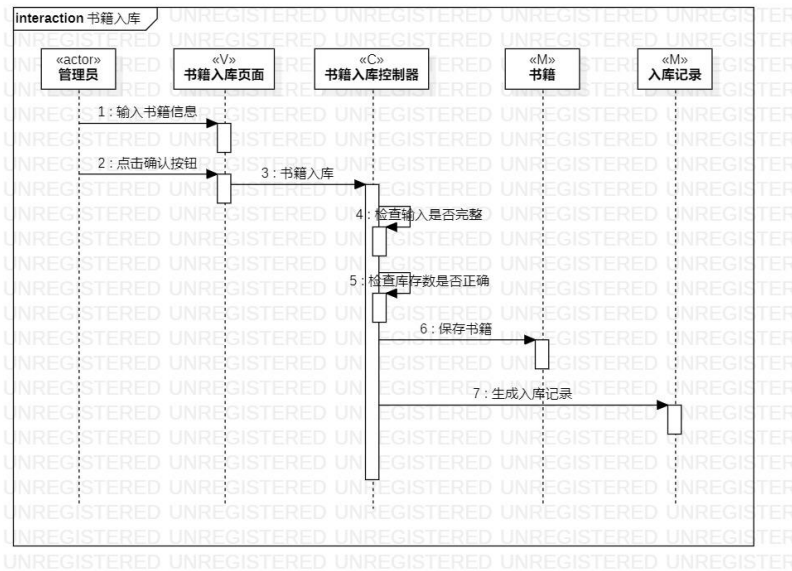 interaction 书籍入库
«actor»
管理员
«V»
书籍入库页面
«C»
书籍入库控制器
«M»
书籍
«M»
入库记录
1 : 输入书籍信息
2 : 点击确认按钮
3 : 书籍入库
4 : 检查输入是否完整
5 : 检查库存数是否正确
6 : 保存书籍
7 : 生成入库记录
UNREGISTERED UNREGISTERED UNREGISTERED UNREGISTERED UNREGISTER